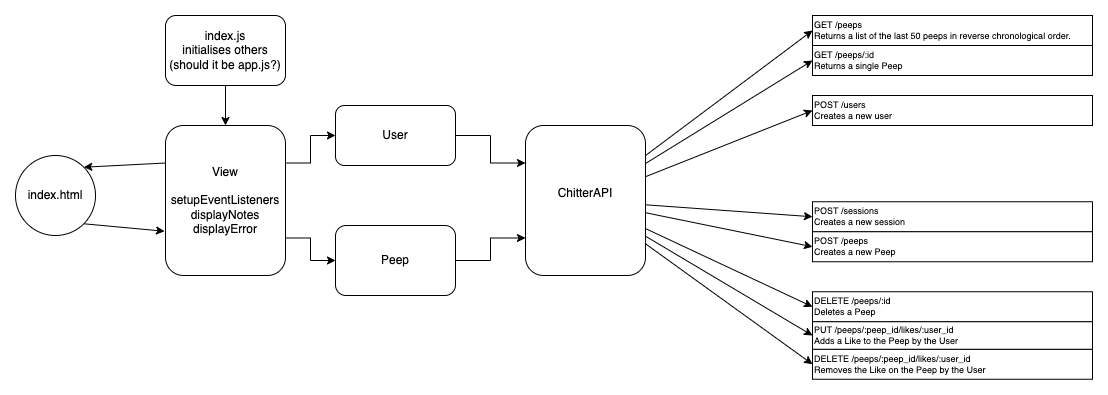 index.js
initialises others
(should it be app.js?)
index.html
View
setupEventListeners
displayNotes
displayError
User
Peep
ChitterAPI
GET /peeps
Returns a list of the last 50 peeps in reverse chronological order.
GET /peeps/:id
Returns a single Peep
POST /users
Creates a new user
POST /sessions
Creates a new session
POST /peeps
Creates a new Peep
DELETE /peeps/:id
Deletes a Peep
PUT /peeps/:peep_id/likes/:user_id
Adds a Like to the Peep by the User
DELETE /peeps/:peep_id/likes/:user_id
Removes the Like on the Peep by the User